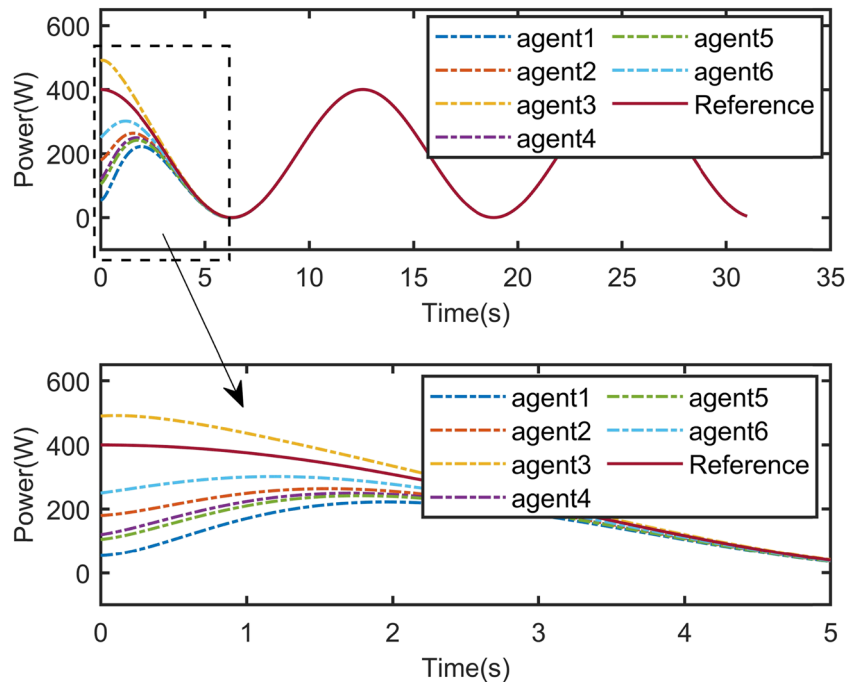 600
400
200
0
Power(W)
agent1 agent5
agent2 agent6
agent3 Reference
agent4
0 5 10 15 20 25 30 35
Time(s)
600
400
200
0
Power(W)
agent1 agent5
agent2 agent6
agent3 Reference
agent4
0 1 2 3 4 5
Time(s)